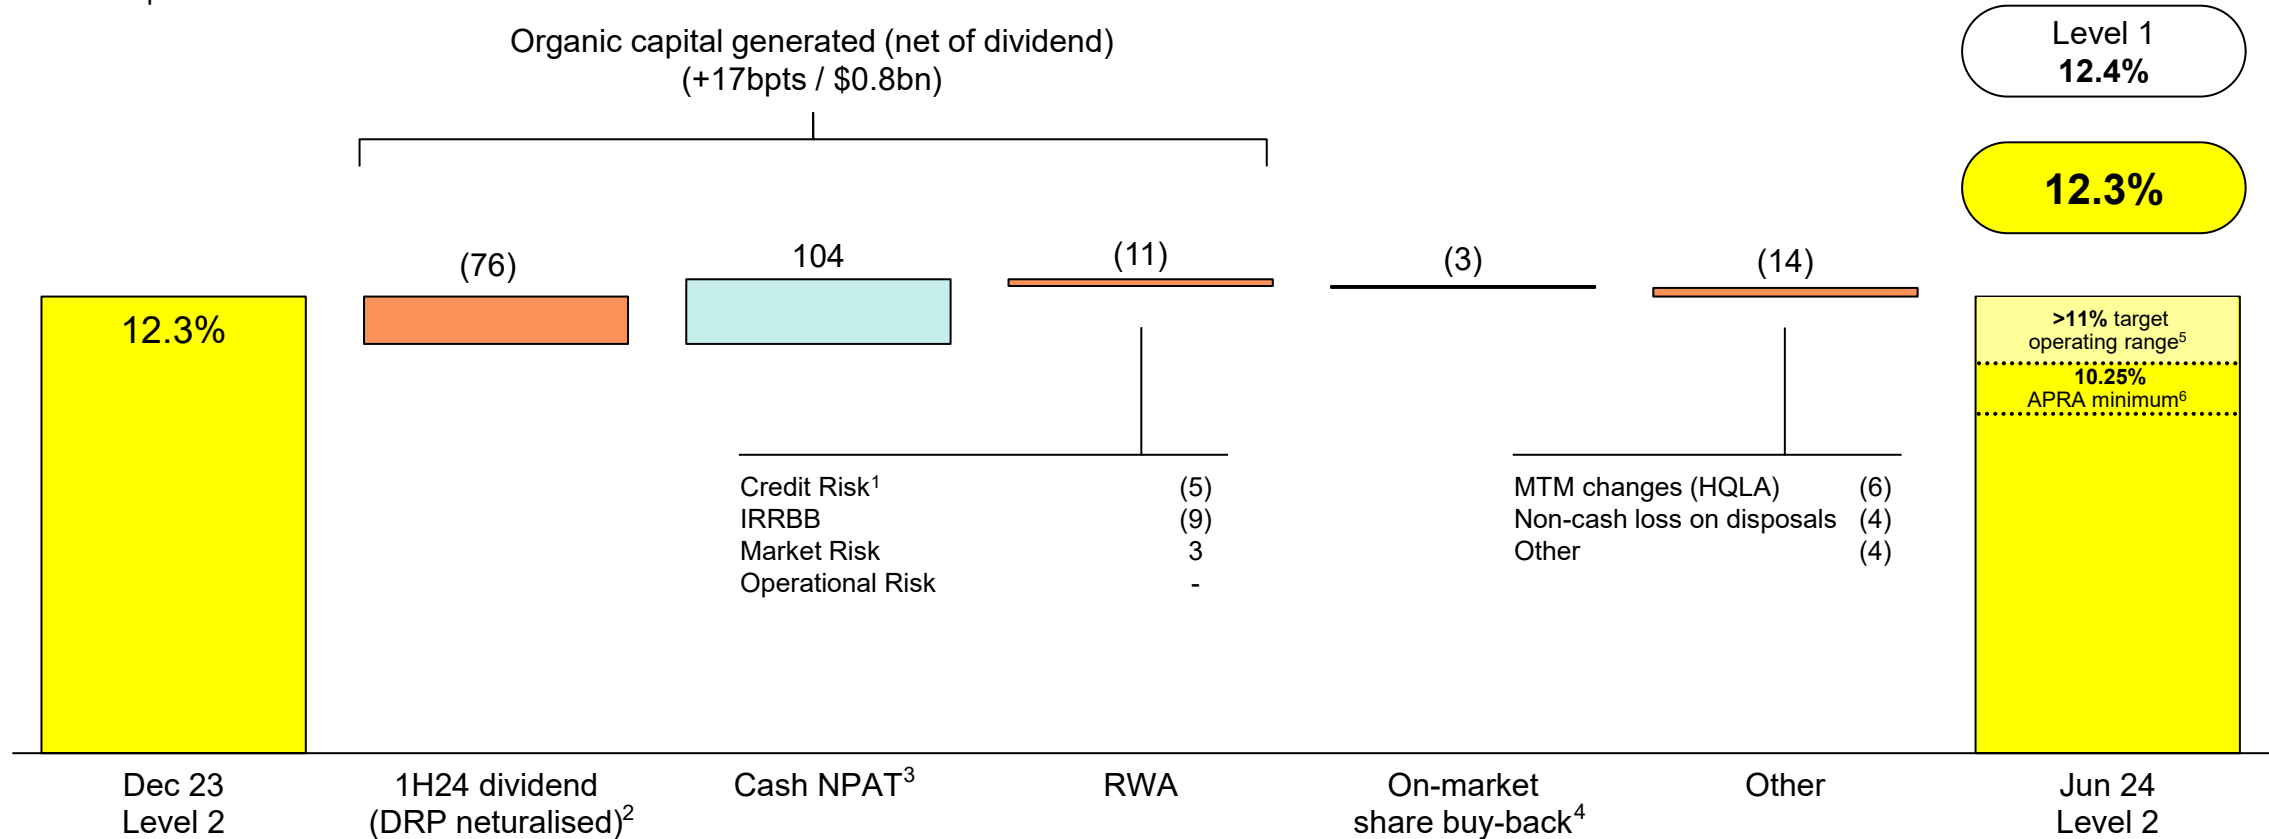 Organic capital generated (net of dividend)
(+17bpts / $0.8bn)
Level 1
12.4%
12.3%
(76)
104
(11)
(3)
(14)
12.3%
>11% target
operating range5
10.25%
APRA minimum6
Credit Risk1 (5)
IRRBB (9)
Market Risk 3
Operational Risk -
MTM changes (HQLA) (6)
Non-cash loss on disposals (4)
Other (4)
Dec 23
Level 2
1H24 dividend
(DRP neturalised)2
Cash NPAT3
RWA
On-market
share buy-back4
Other
Jun 24
Level 2